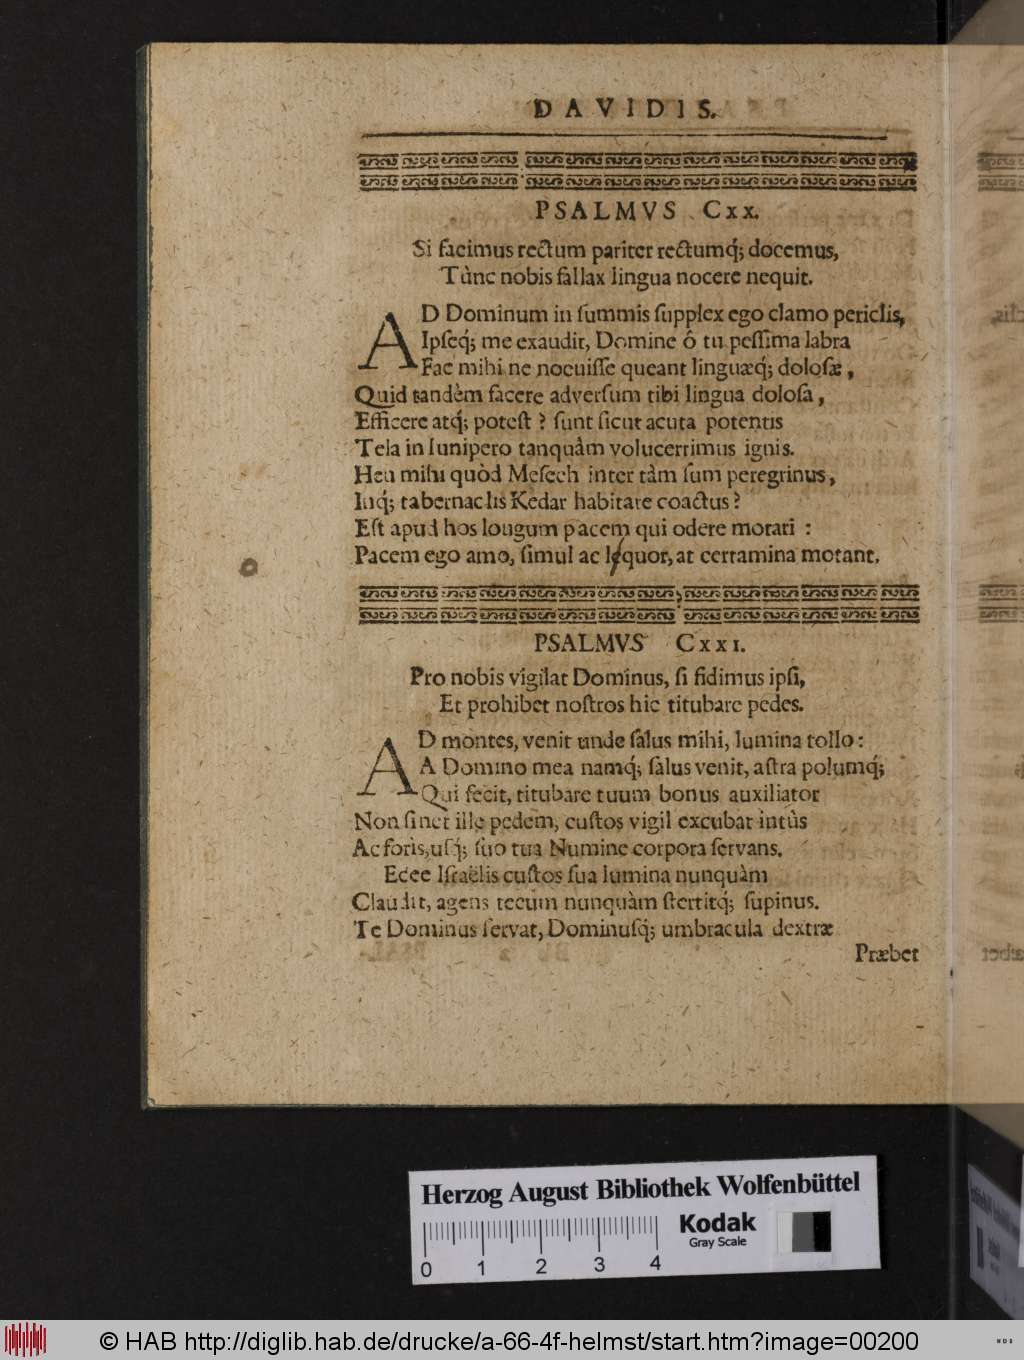 DAVIDIS.
PSALMVS Cxx.
Si facimus rectum pariter rectumq́; docemus,
Tùnc nobis fallax lingua nocere nequit.
AD Dominum in summis supplex ego clamo periclis,
Ipseq́; me exaudit, Domine ô tu pessima labra
Fac mihi ne nocuisse queant linguæq́; dolosæ,
Quid tandèm facere adversum tibi lingua dolosa,
Efficere atq́; potest? sunt sicut acuta potentis
Tela in Iunipero tanquàm volucerrimus ignis.
Heu mihi quòd Mesech inter tàm sum peregrinus,
Inq́; tabernaclis Kedar habitare coactus?
Est apud hos lougum pacem qui odere morari :
Pacem ego amo, simul ac loquor, at certamina motant.
PSALMVS Cxxi.
Pro nobis vigilat Dominus, si fidimus ipsi,
Et prohibet nostros hic titubare pedes.
AD montes, venit unde salus mihi, lumina tollo:
A Domino mea namq́; salus venit, astra polumq́;
Qui fecit, titubare tuum bonus auxiliator
Non sinet ille pedem, custos vigil excubat intùs
Ac forìs, usq́; suo tua Numine corpora servans.
Ecce Israëlis custos sua lumina nunquàm
Claudit, agens tecum nunquàm stertitq́; supinus.
Te Dominus servat, Dominusq́; umbracula dextræ
Præbet
Herzog August Bibliothek Wolfenbüttel
Kodak
Gray Scale
0 1 2 3 4
© HAB http://diglib.hab.de/drucke/a-66-4f-helmst/start.htm?image=00200